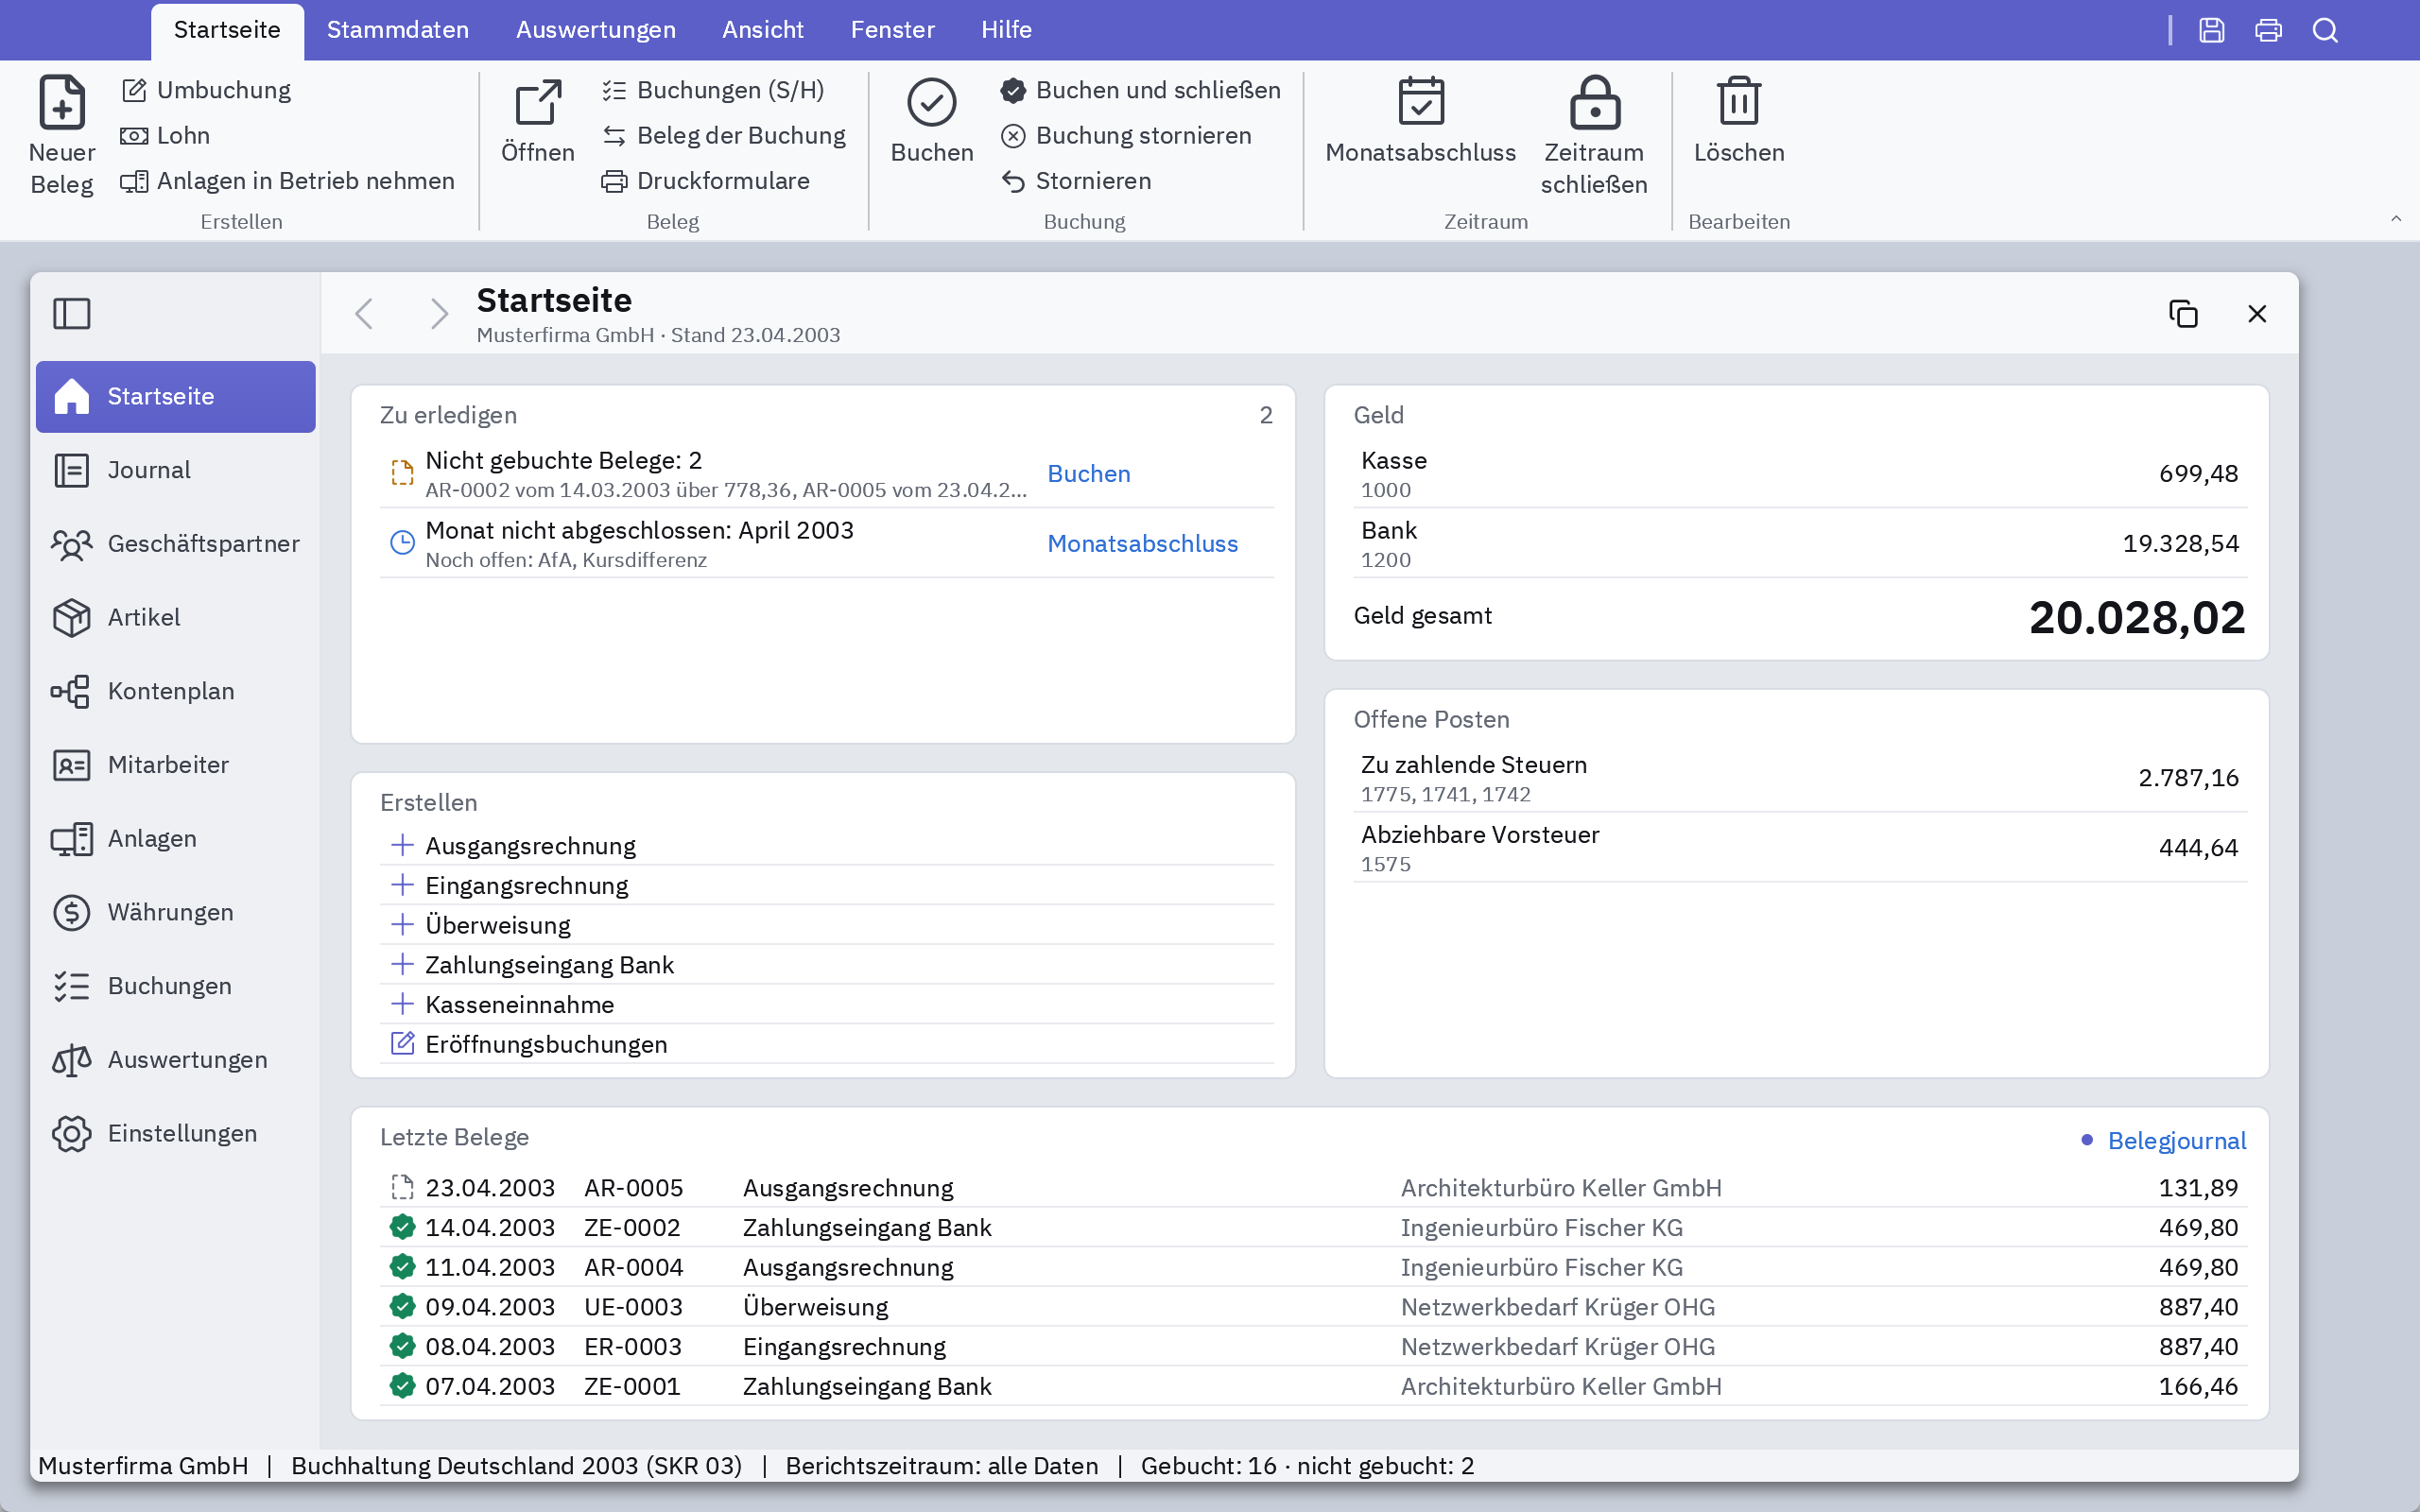 Startseite Stammdaten Auswertungen Ansicht Fenster Hilfe
Neuer Beleg
Umbuchung
Lohn
Anlagen in Betrieb nehmen
Erstellen
Öffnen
Buchungen (S/H)
Beleg der Buchung
Druckformulare
Beleg
Buchen
Buchen und schließen
Buchung stornieren
Stornieren
Buchung
Monatsabschluss
Zeitraum schließen
Zeitraum
Löschen
Bearbeiten
Startseite
Musterfirma GmbH · Stand 23.04.2003
Startseite
Journal
Geschäftspartner
Artikel
Kontenplan
Mitarbeiter
Anlagen
Währungen
Buchungen
Auswertungen
Einstellungen
Zu erledigen 2
Nicht gebuchte Belege: 2
AR-0002 vom 14.03.2003 über 778,36, AR-0005 vom 23.04.2...
Buchen
Monat nicht abgeschlossen: April 2003
Noch offen: AfA, Kursdifferenz
Monatsabschluss
Erstellen
Ausgangsrechnung
Eingangsrechnung
Überweisung
Zahlungseingang Bank
Kasseneinnahme
Eröffnungsbuchungen
Geld
Kasse 699,48
1000
Bank 19.328,54
1200
Geld gesamt 20.028,02
Offene Posten
Zu zahlende Steuern 2.787,16
1775, 1741, 1742
Abziehbare Vorsteuer 444,64
1575
Letzte Belege Belegjournal
23.04.2003 AR-0005 Ausgangsrechnung Architekturbüro Keller GmbH 131,89
14.04.2003 ZE-0002 Zahlungseingang Bank Ingenieurbüro Fischer KG 469,80
11.04.2003 AR-0004 Ausgangsrechnung Ingenieurbüro Fischer KG 469,80
09.04.2003 UE-0003 Überweisung Netzwerkbedarf Krüger OHG 887,40
08.04.2003 ER-0003 Eingangsrechnung Netzwerkbedarf Krüger OHG 887,40
07.04.2003 ZE-0001 Zahlungseingang Bank Architekturbüro Keller GmbH 166,46
Musterfirma GmbH | Buchhaltung Deutschland 2003 (SKR 03) | Berichtszeitraum: alle Daten | Gebucht: 16 · nicht gebucht: 2